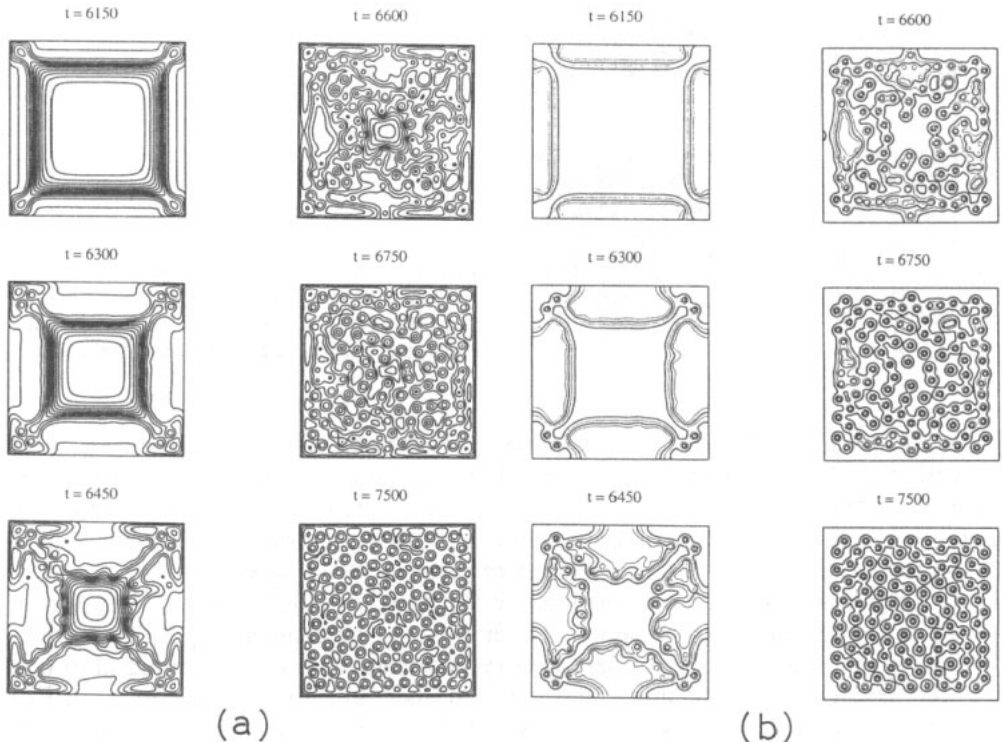 t = 6150
t = 6600
t = 6150
t = 6600
t = 6300
t = 6750
t = 6300
t = 6750
t = 6450
t = 7500
t = 6450
t = 7500
(a)
(b)